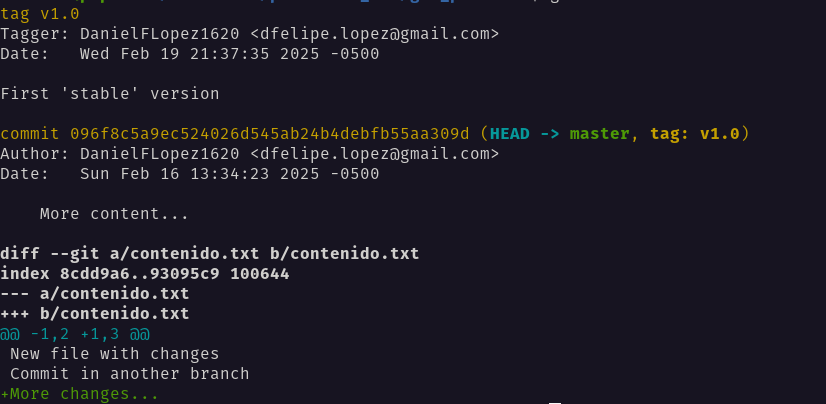 tag v1.0
Tagger: DanielFLopez1620 <dfelipe.lopez@gmail.com>
Date:   Wed Feb 19 21:37:35 2025 -0500

First 'stable' version

commit 096f8c5a9ec524026d545ab24b4debfb55aa309d (HEAD -> master, tag: v1.0)
Author: DanielFLopez1620 <dfelipe.lopez@gmail.com>
Date:   Sun Feb 16 13:34:23 2025 -0500

    More content...

diff --git a/contenido.txt b/contenido.txt
index 8cdd9a6..93095c9 100644
--- a/contenido.txt
+++ b/contenido.txt
@@ -1,2 +1,3 @@
 New file with changes
 Commit in another branch
+More changes...